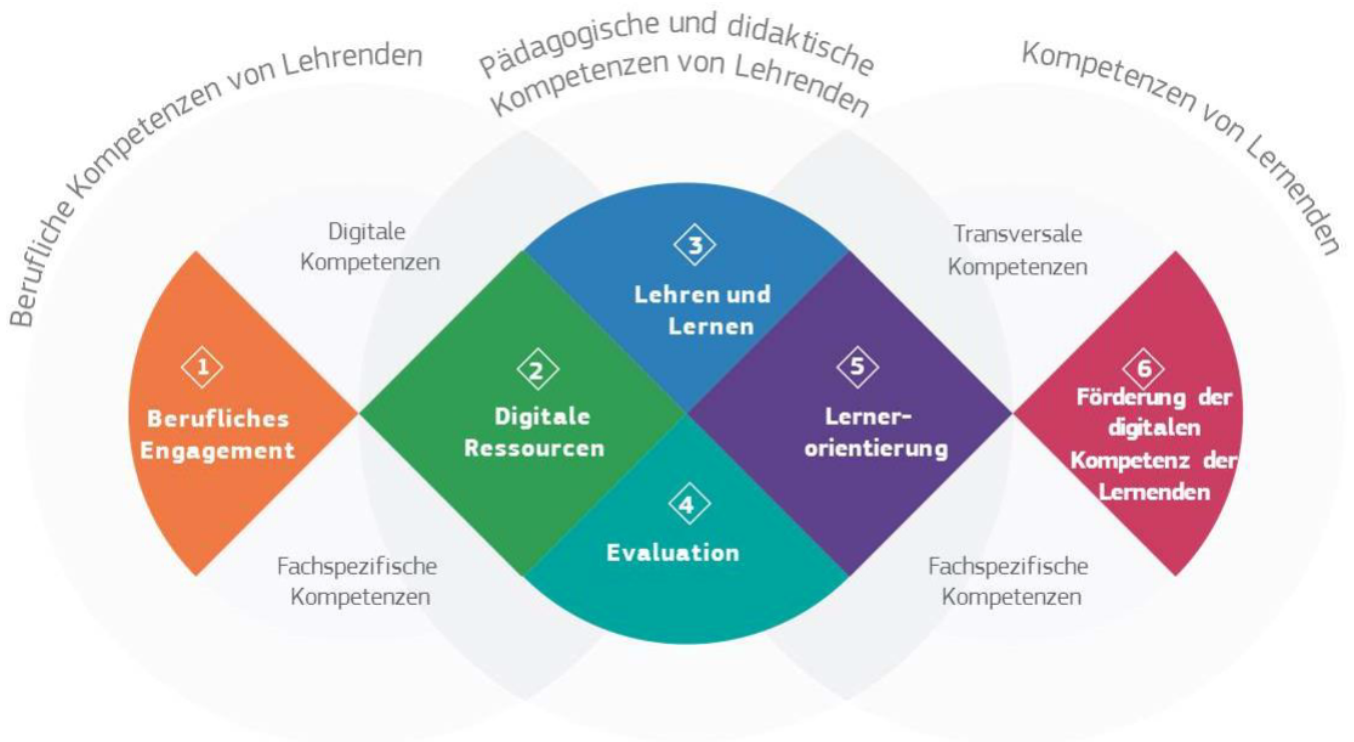 Berufliche Kompetenzen von Lehrenden
Pädagogische und didaktische
Kompetenzen von Lehrenden
Kompetenzen von Lernenden
Digitale
Kompetenzen
Transversale
Kompetenzen
1
Berufliches
Engagement
2
Digitale
Ressourcen
3
Lehren und
Lernen
4
Evaluation
5
Lerner-
orientierung
6
Förderung der
digitalen
Kompetenz der
Lernenden
Fachspezifische
Kompetenzen
Fachspezifische
Kompetenzen